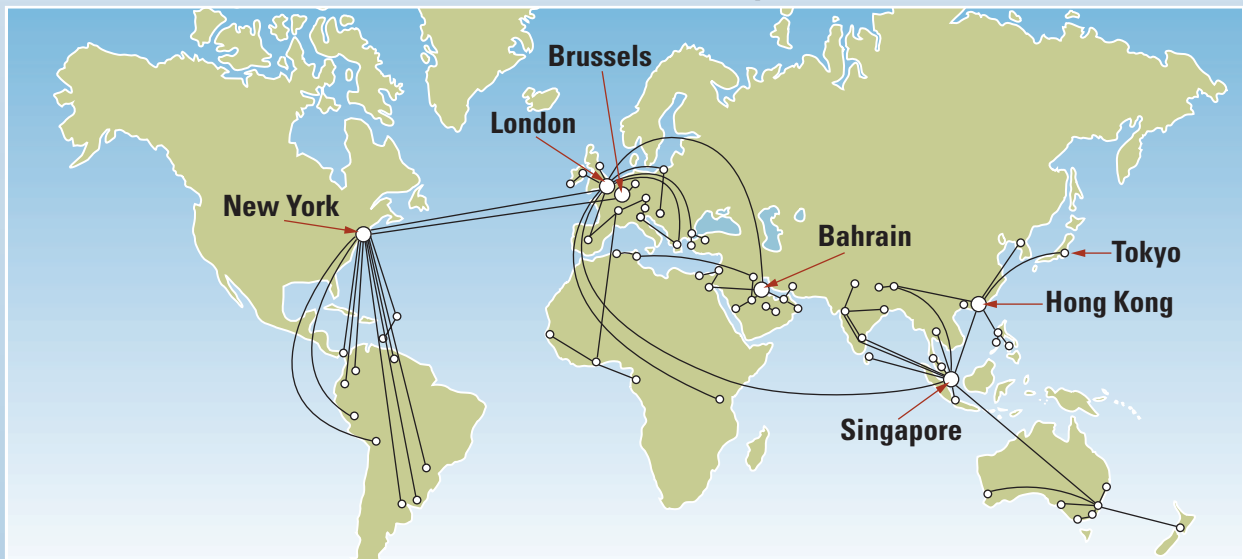 Brussels
London
New York
Bahrain
Tokyo
Hong Kong
Singapore